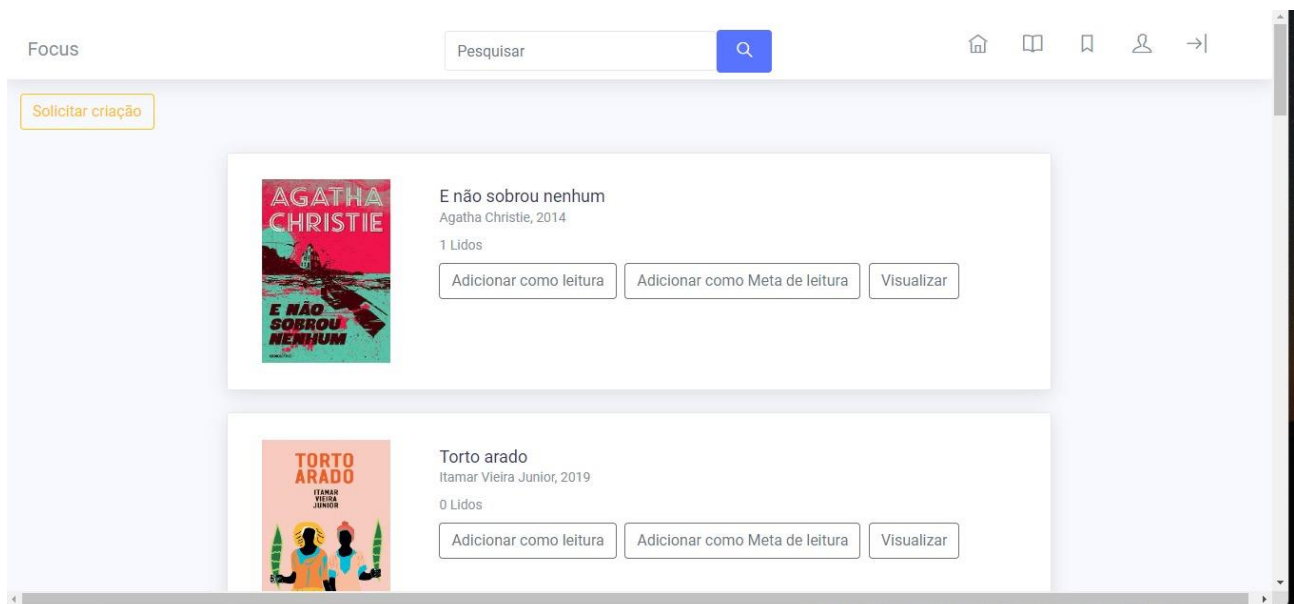 Focus
Pesquisar
Solicitar criação
AGATHA
CHRISTIE
E NÃO
SOBROU
NENHUM
E não sobrou nenhum
Agatha Christie, 2014
1 Lidos
Adicionar como leitura
Adicionar como Meta de leitura
Visualizar
TORTO
ARADO
ITAMAR
VIEIRA
JUNIOR
Torto arado
Itamar Vieira Junior, 2019
0 Lidos
Adicionar como leitura
Adicionar como Meta de leitura
Visualizar